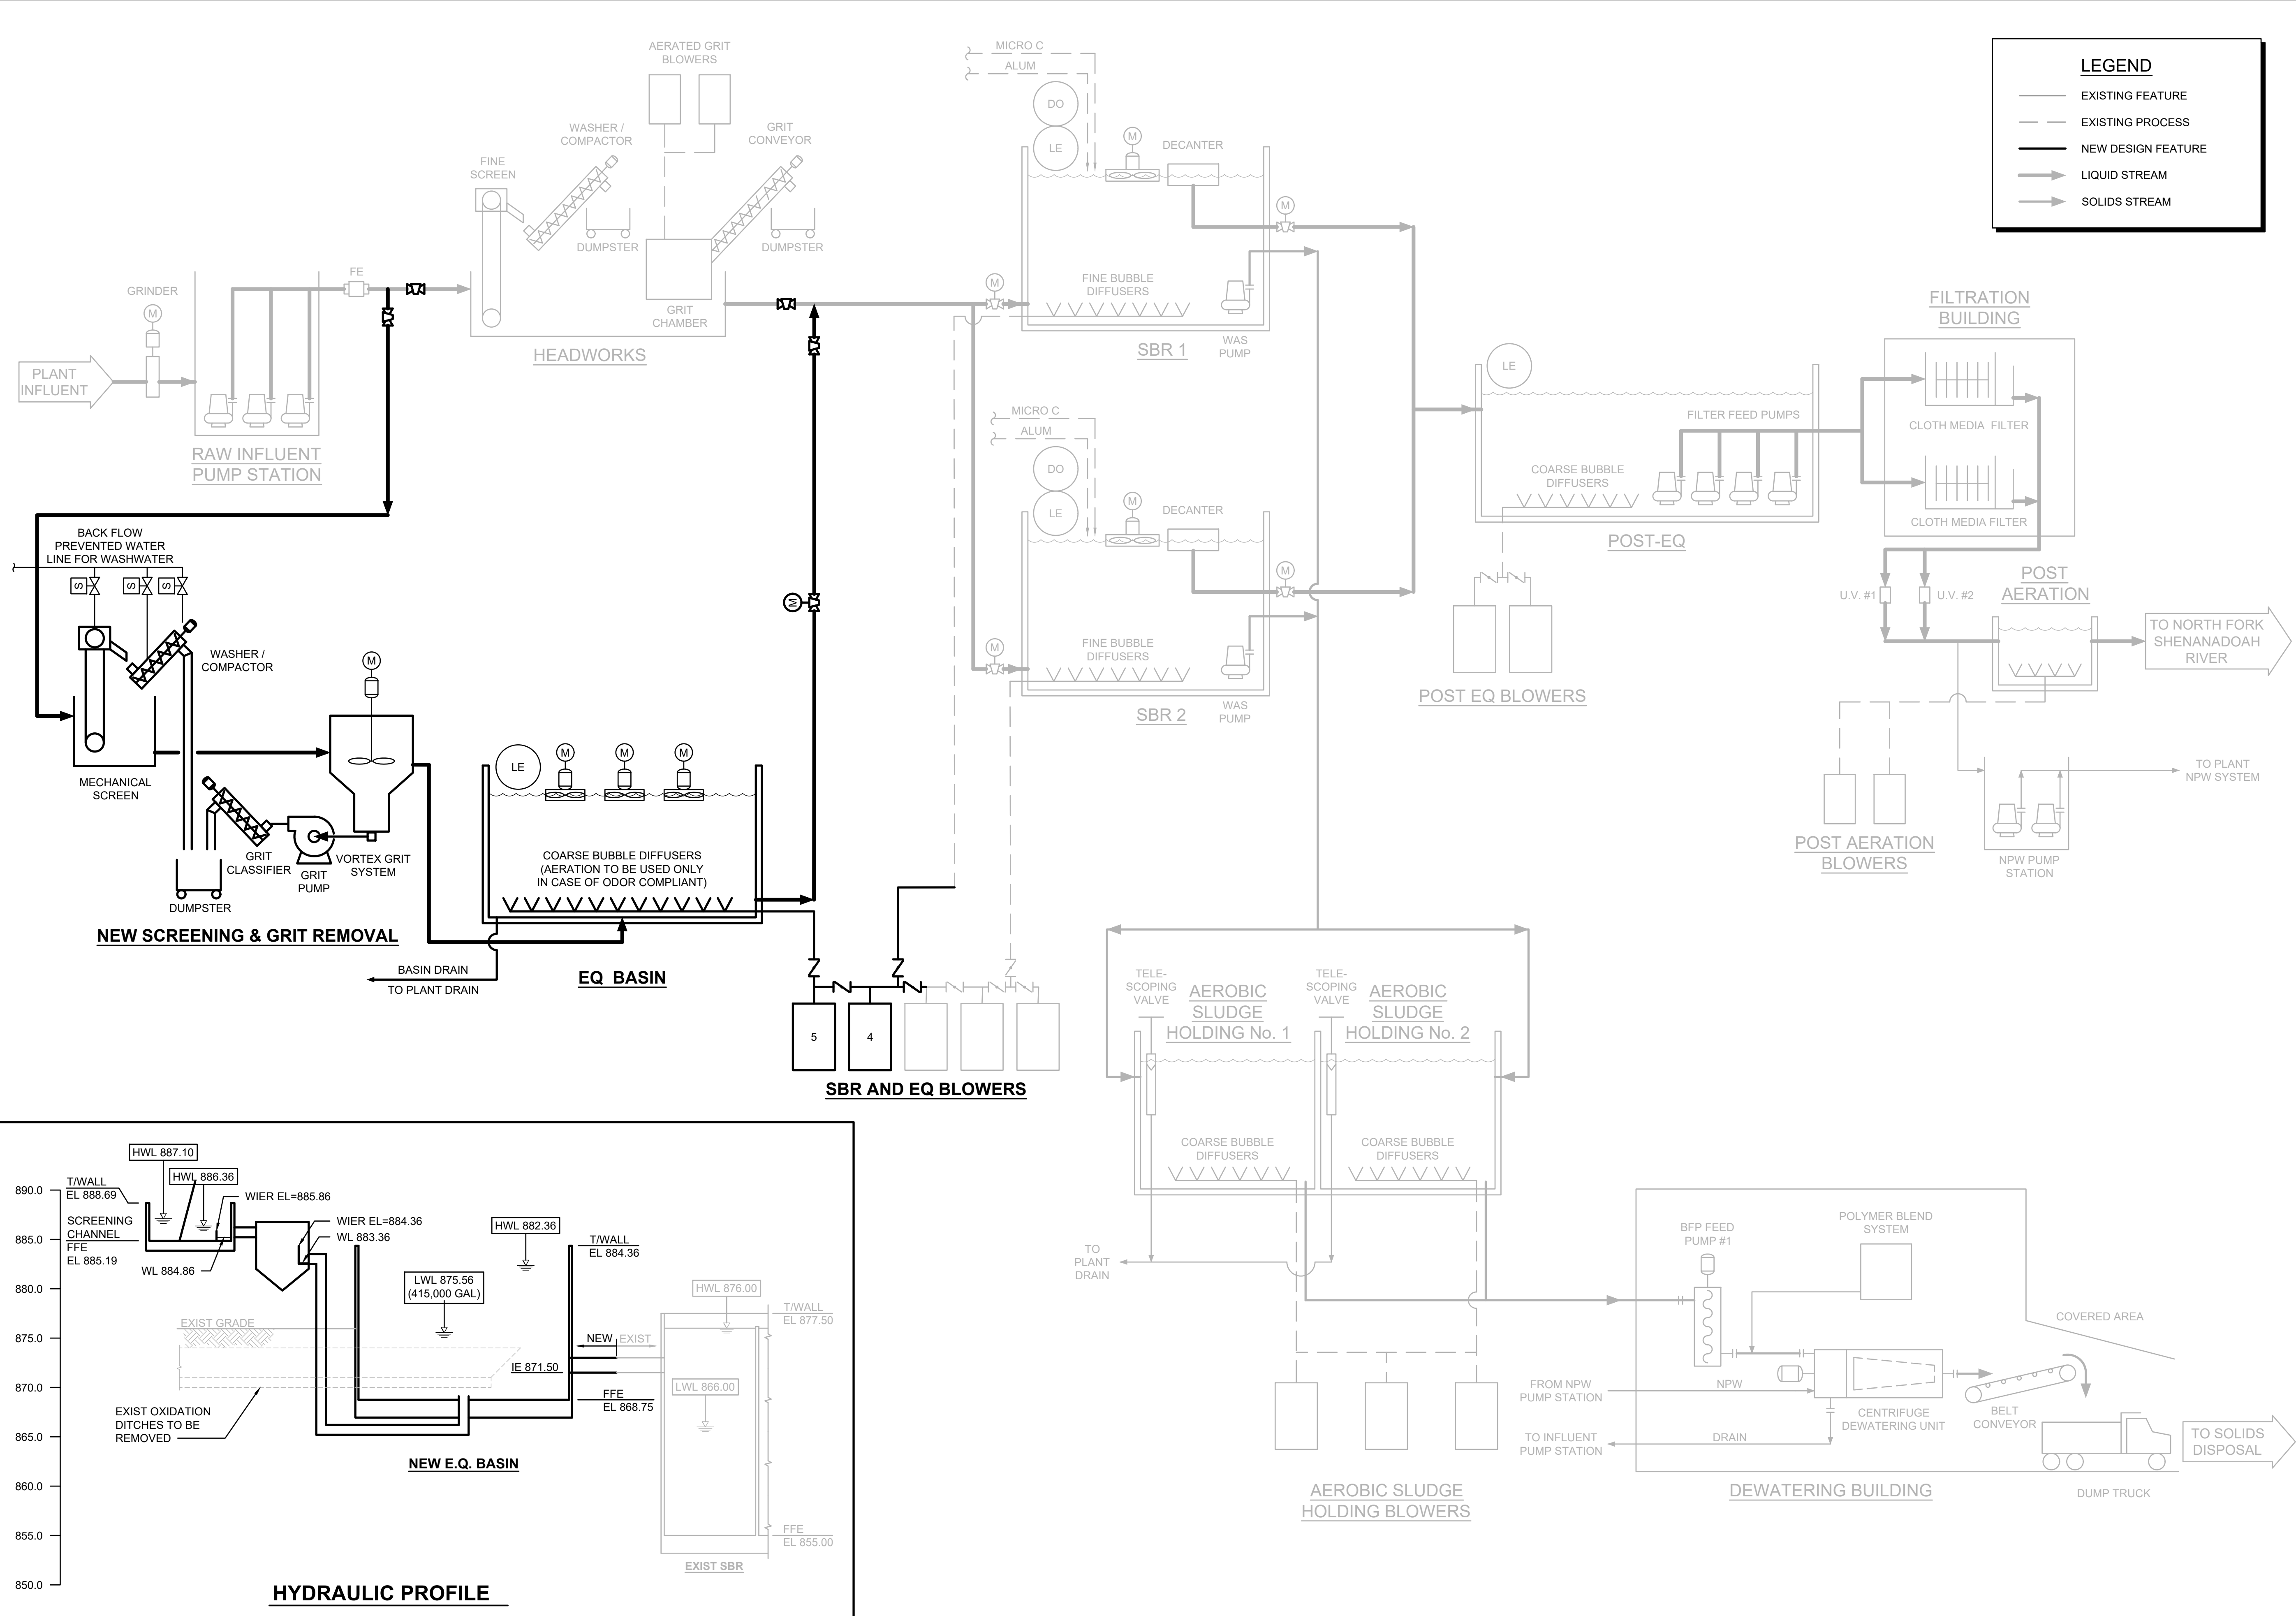 LEGEND
EXISTING FEATURE
EXISTING PROCESS
NEW DESIGN FEATURE
LIQUID STREAM
SOLIDS STREAM
AERATED GRIT
BLOWERS
WASHER /
COMPACTOR
GRIT
CONVEYOR
FINE
SCREEN
DUMPSTER
DUMPSTER
GRIT
CHAMBER
HEADWORKS
FE
GRINDER
M
PLANT
INFLUENT
RAW INFLUENT
PUMP STATION
MICRO C
ALUM
DO
LE
M
DECANTER
M
M
FINE BUBBLE
DIFFUSERS
SBR 1
WAS
PUMP
MICRO C
ALUM
DO
LE
M
DECANTER
M
M
FINE BUBBLE
DIFFUSERS
SBR 2
WAS
PUMP
LE
FILTER FEED PUMPS
COARSE BUBBLE
DIFFUSERS
POST-EQ
POST EQ BLOWERS
FILTRATION
BUILDING
CLOTH MEDIA FILTER
CLOTH MEDIA FILTER
U.V. #1
U.V. #2
POST
AERATION
TO NORTH FORK
SHENANADOAH
RIVER
POST AERATION
BLOWERS
NPW PUMP
STATION
TO PLANT
NPW SYSTEM
BACK FLOW
PREVENTED WATER
LINE FOR WASHWATER
S
S
S
WASHER /
COMPACTOR
MECHANICAL
SCREEN
M
GRIT
CLASSIFIER
GRIT
PUMP
VORTEX GRIT
SYSTEM
DUMPSTER
NEW SCREENING & GRIT REMOVAL
LE
M
M
M
M
COARSE BUBBLE DIFFUSERS
(AERATION TO BE USED ONLY
IN CASE OF ODOR COMPLIANT)
BASIN DRAIN
TO PLANT DRAIN
EQ BASIN
5
4
SBR AND EQ BLOWERS
TELE-
SCOPING
VALVE
AEROBIC
SLUDGE
HOLDING No. 1
TELE-
SCOPING
VALVE
AEROBIC
SLUDGE
HOLDING No. 2
COARSE BUBBLE
DIFFUSERS
COARSE BUBBLE
DIFFUSERS
TO
PLANT
DRAIN
AEROBIC SLUDGE
HOLDING BLOWERS
BFP FEED
PUMP #1
POLYMER BLEND
SYSTEM
COVERED AREA
FROM NPW
PUMP STATION
NPW
TO INFLUENT
PUMP STATION
DRAIN
CENTRIFUGE
DEWATERING UNIT
BELT
CONVEYOR
TO SOLIDS
DISPOSAL
DEWATERING BUILDING
DUMP TRUCK
890.0
885.0
880.0
875.0
870.0
865.0
860.0
855.0
850.0
HWL 887.10
HWL 886.36
T/WALL
EL 888.69
SCREENING
CHANNEL
FFE
EL 885.19
WIER EL=885.86
WL 884.86
WIER EL=884.36
WL 883.36
HWL 882.36
LWL 875.56
(415,000 GAL)
T/WALL
EL 884.36
EXIST GRADE
NEW
EXIST
IE 871.50
FFE
EL 868.75
EXIST OXIDATION
DITCHES TO BE
REMOVED
NEW E.Q. BASIN
HWL 876.00
T/WALL
EL 877.50
LWL 866.00
FFE
EL 855.00
EXIST SBR
HYDRAULIC PROFILE